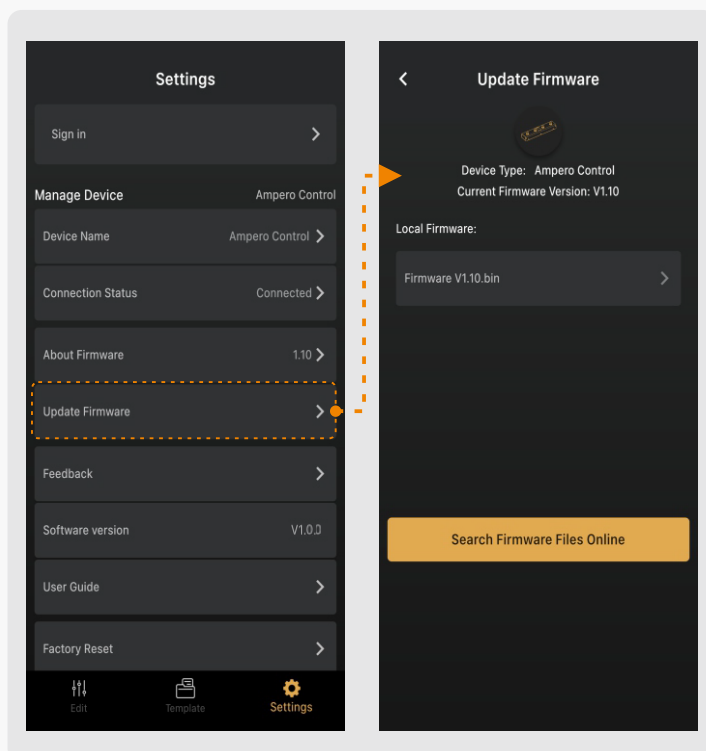 Settings
Sign in
Manage Device Ampero Control
Device Name Ampero Control
Connection Status Connected
About Firmware 1.10
Update Firmware
Feedback
Software version V1.0.0
User Guide
Factory Reset
Edit Template Settings
Update Firmware
Device Type: Ampero Control
Current Firmware Version: V1.10
Local Firmware:
Firmware V1.10.bin
Search Firmware Files Online